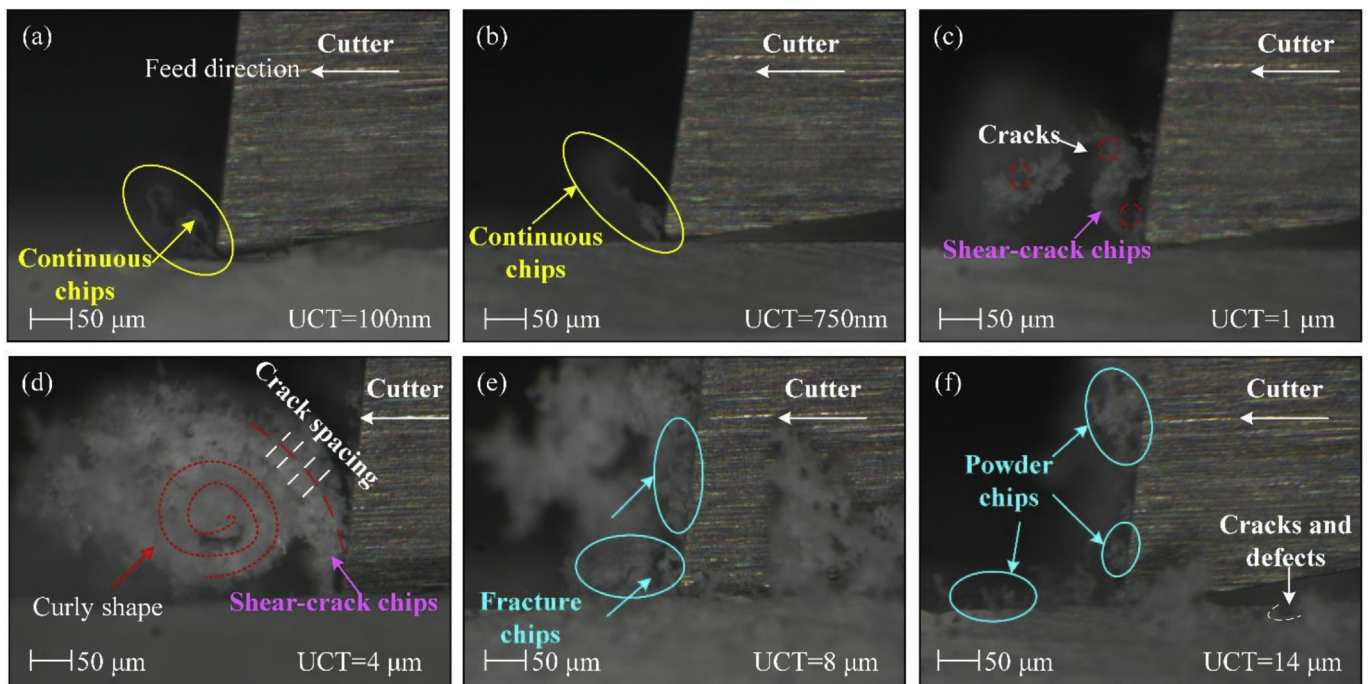 (a)
Cutter
Feed direction
Continuous
chips
50 μm
UCT=100nm
(b)
Cutter
Continuous
chips
50 μm
UCT=750nm
(c)
Cutter
Cracks
Shear-crack chips
50 μm
UCT=1 μm
(d)
Cutter
Crack spacing
Curly shape
Shear-crack chips
50 μm
UCT=4 μm
(e)
Cutter
Fracture
chips
50 μm
UCT=8 μm
(f)
Cutter
Powder
chips
Cracks and
defects
50 μm
UCT=14 μm